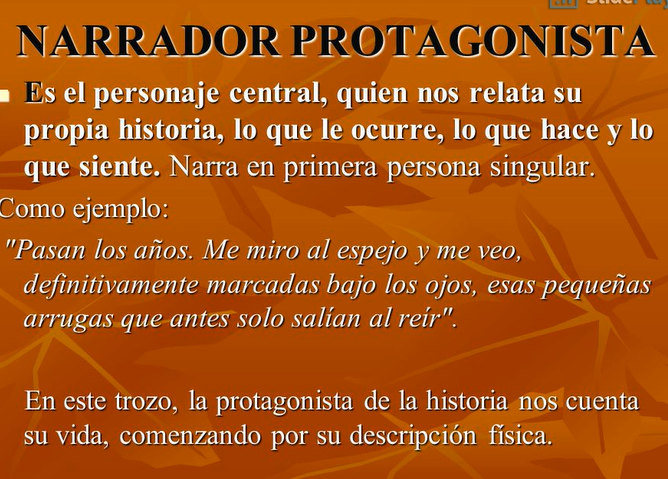 NARRADOR PROTAGONISTA
Es el personaje central, quien nos relata su
propia historia, lo que le ocurre, lo que hace y lo
que siente. Narra en primera persona singular.
Como ejemplo:
"Pasan los años. Me miro al espejo y me veo,
definitivamente marcadas bajo los ojos, esas pequeñas
arrugas que antes solo salían al reír".
En este trozo, la protagonista de la historia nos cuenta
su vida, comenzando por su descripción física.